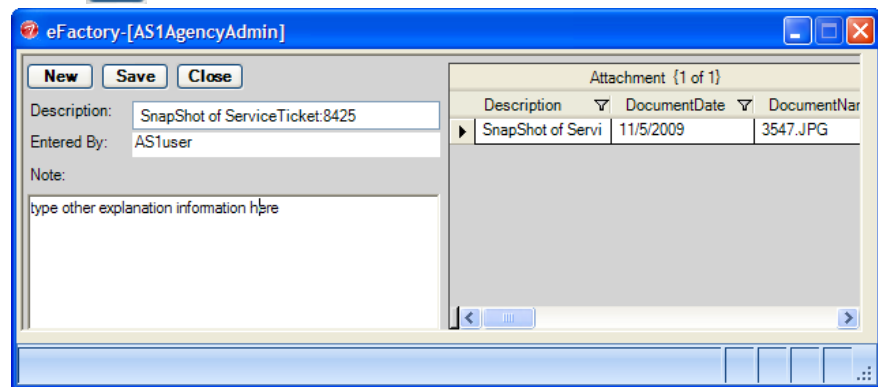 eFactory-[AS1AgencyAdmin]
New Save Close
Description: SnapShot of ServiceTicket:8425
Entered By: AS1user
Note:
type other explanation information here
Attachment {1 of 1}
Description DocumentDate DocumentNar
SnapShot of Servi 11/5/2009 3547.JPG